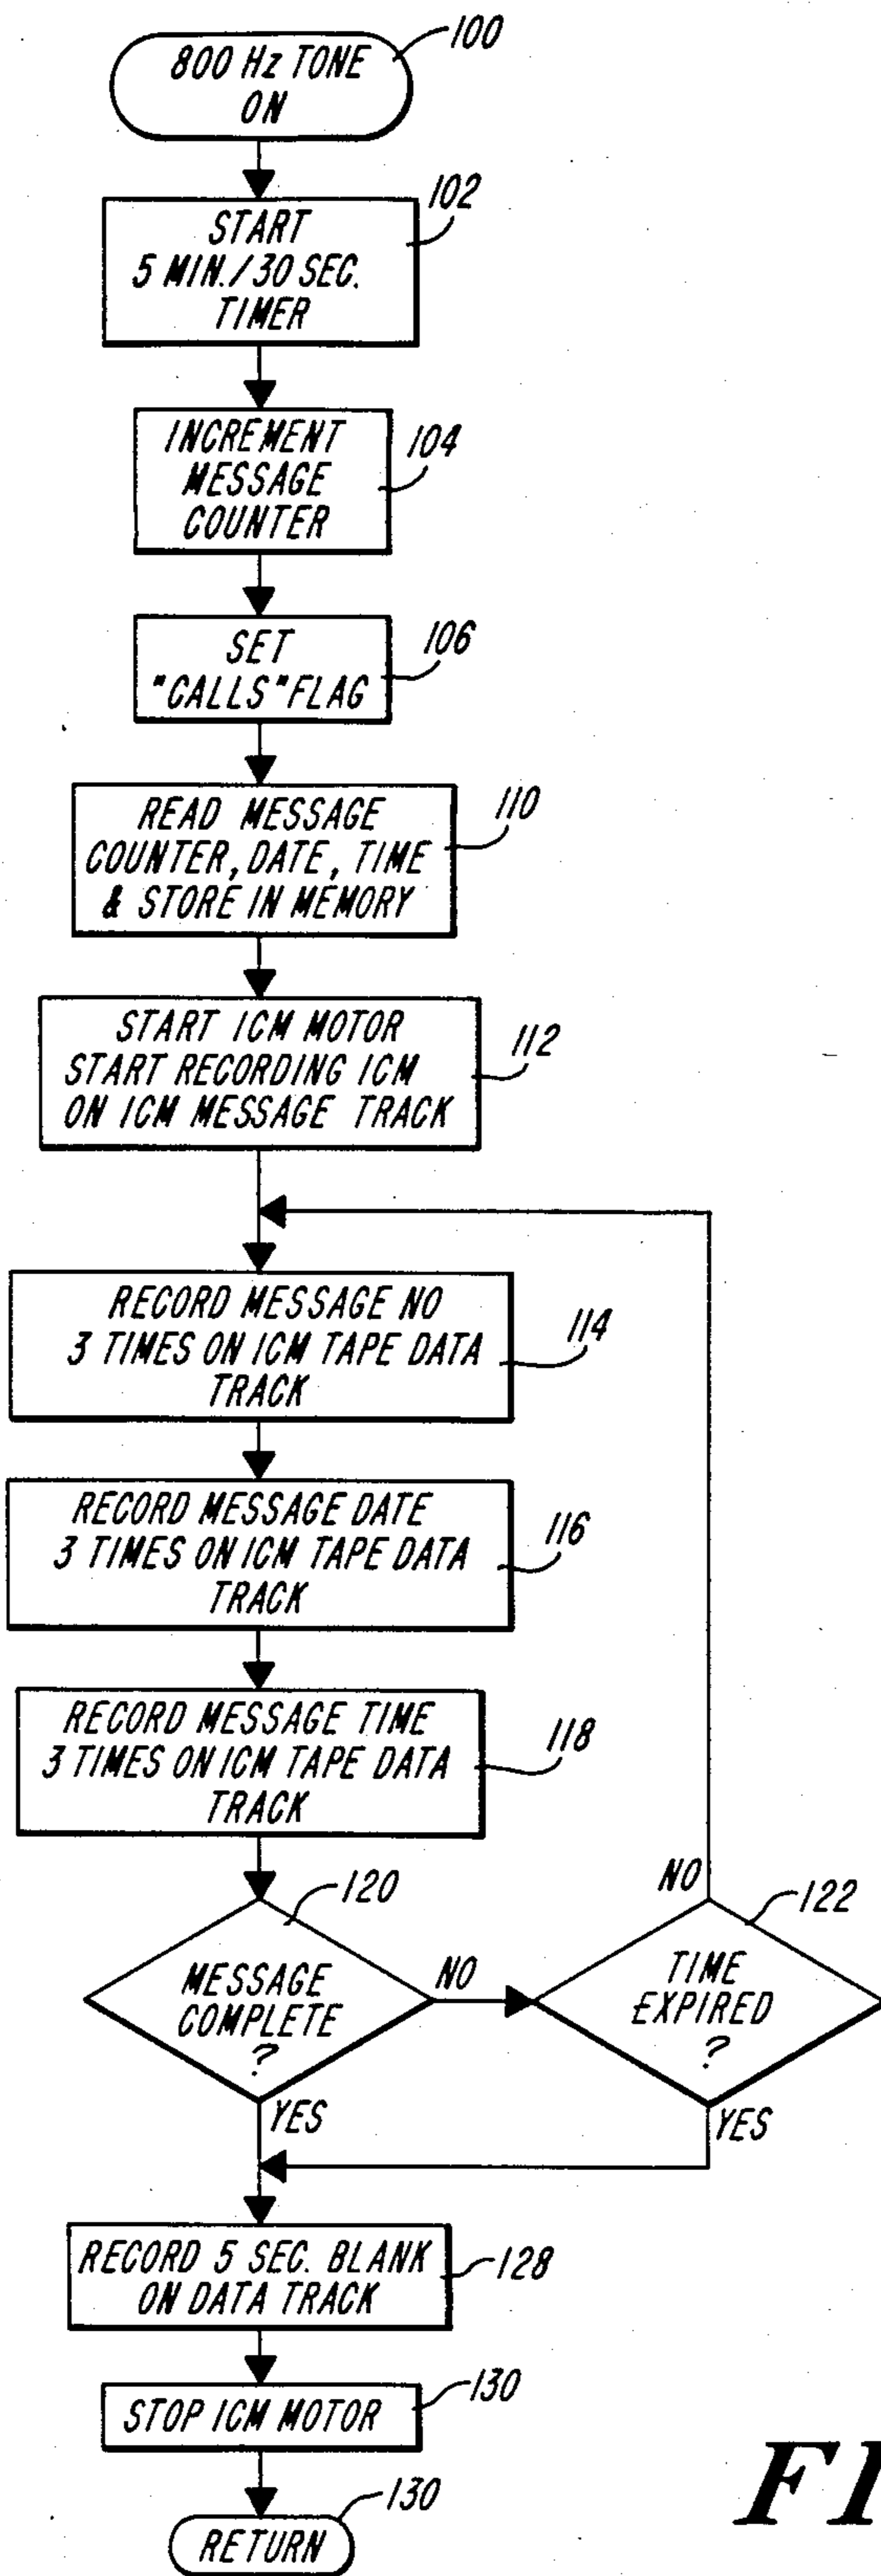 100
800 Hz TONE
ON
102
START
5 MIN./30 SEC.
TIMER
104
INCREMENT
MESSAGE
COUNTER
106
SET
"CALLS" FLAG
110
READ MESSAGE
COUNTER, DATE, TIME
& STORE IN MEMORY
112
START ICM MOTOR
START RECORDING ICM
ON ICM MESSAGE TRACK
114
RECORD MESSAGE NO
3 TIMES ON ICM TAPE DATA
TRACK
116
RECORD MESSAGE DATE
3 TIMES ON ICM TAPE DATA
TRACK
118
RECORD MESSAGE TIME
3 TIMES ON ICM TAPE DATA
TRACK
120
MESSAGE
COMPLETE
?
NO
122
TIME
EXPIRED
?
NO
YES
YES
RECORD 5 SEC. BLANK
ON DATA TRACK
128
STOP ICM MOTOR
130
RETURN
130